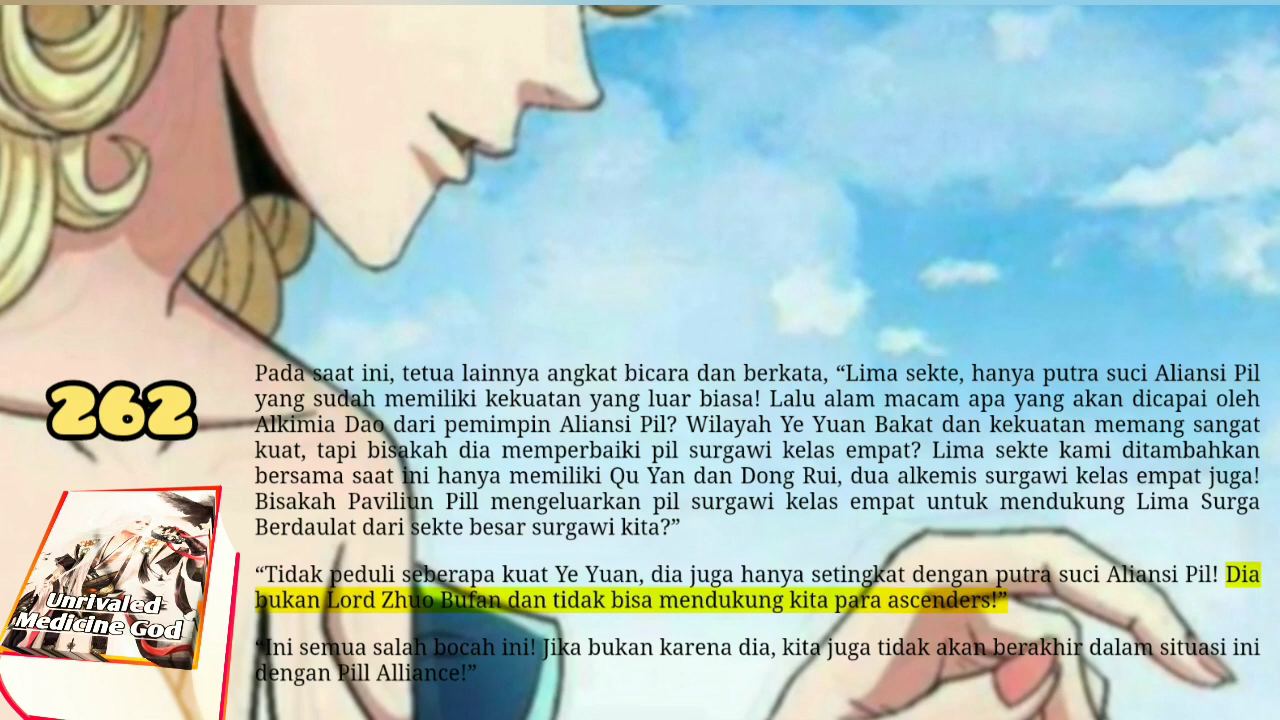 Pada saat ini, tetua lainnya angkat bicara dan berkata, “Lima sekte, hanya putra suci Aliansi Pil
yang sudah memiliki kekuatan yang luar biasa! Lalu alam macam apa yang akan dicapai oleh
Alkimia Dao dari pemimpin Aliansi Pil? Wilayah Ye Yuan Bakat dan kekuatan memang sangat
kuat, tapi bisakah dia memperbaiki pil surgawi kelas empat? Lima sekte kami ditambahkan
bersama saat ini hanya memiliki Qu Yan dan Dong Rui, dua alkemis surgawi kelas empat juga!
Bisakah Paviliun Pill mengeluarkan pil surgawi kelas empat untuk mendukung Lima Surga
Berdaulat dari sekte besar surgawi kita?”
“Tidak peduli seberapa kuat Ye Yuan, dia juga hanya setingkat dengan putra suci Aliansi Pil! Dia
bukan Lord Zhuo Bufan dan tidak bisa mendukung kita para ascenders!”
“Ini semua salah bocah ini! Jika bukan karena dia, kita juga tidak akan berakhir dalam situasi ini
dengan Pill Alliance!”
262
Unrivaled
Medicine God